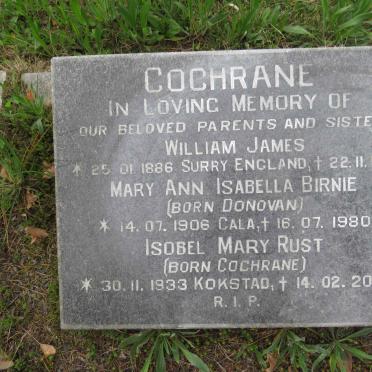 COCHRANE
IN LOVING MEMORY OF
OUR BELOVED PARENTS AND SISTE
WILLIAM JAMES
* 25.01.1886 SURRY ENGLAND, † 22.11.
MARY ANN ISABELLA BIRNIE
(BORN DONOVAN)
* 14.07.1906 CALA, † 16.07.1980
ISOBEL MARY RUST
(BORN COCHRANE)
* 30.11.1933 KOKSTAD, † 14.02.20
R.I.P.